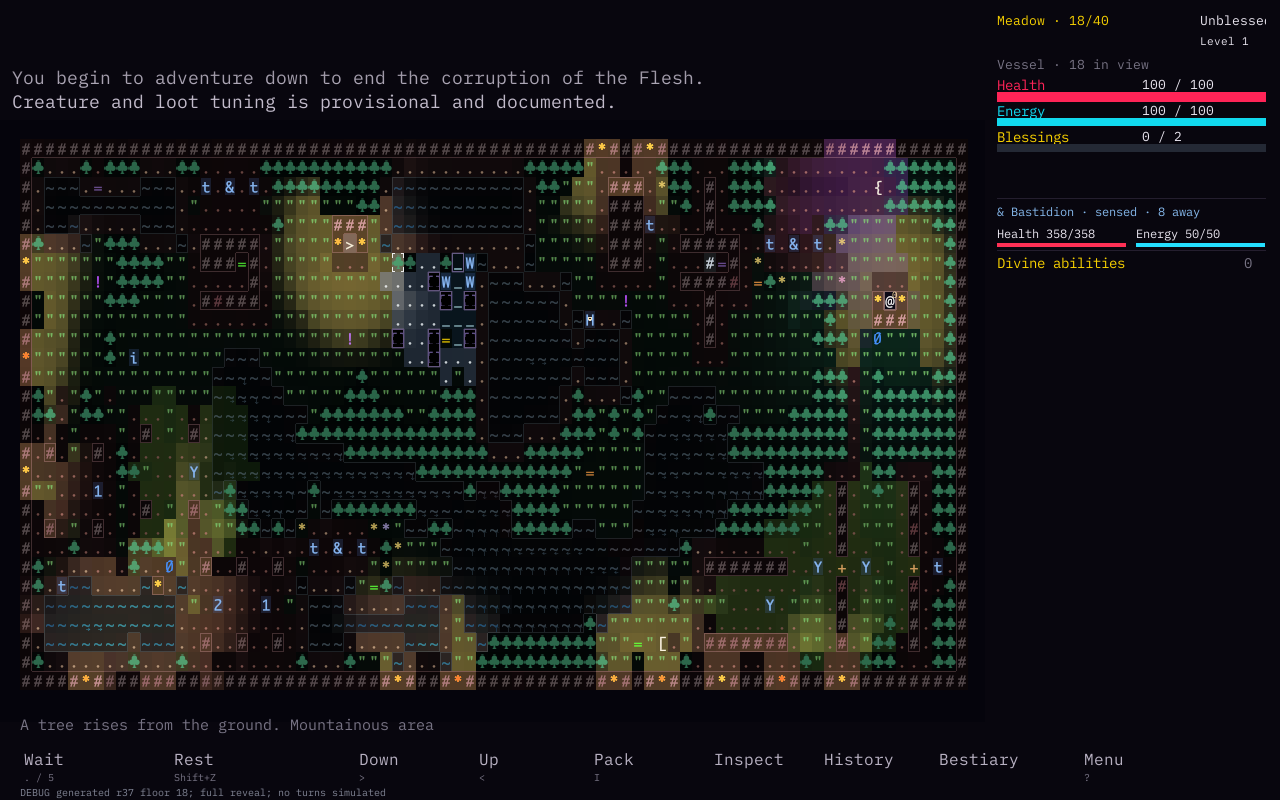 Meadow · 18/40
Unblesse
Level 1
Vessel · 18 in view
Health 100 / 100
Energy 100 / 100
Blessings 0 / 2
& Bastidion · sensed · 8 away
Health 358/358 Energy 50/50
Divine abilities 0
You begin to adventure down to end the corruption of the Flesh.
Creature and loot tuning is provisional and documented.
A tree rises from the ground. Mountainous area
Wait Rest Down Up Pack Inspect History Bestiary Menu
. / 5 Shift+Z > < I ?
DEBUG generated r37 floor 18; full reveal; no turns simulated